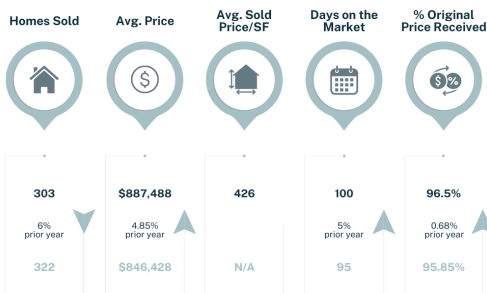 Homes Sold
Avg. Price
Avg. Sold
Price/SF
Days on the
Market
% Original
Price Received
$
$ %
303
$887,488
426
100
96.5%
6%
prior year
4.85%
prior year
5%
prior year
0.68%
prior year
322
$846,428
N/A
95
95.85%